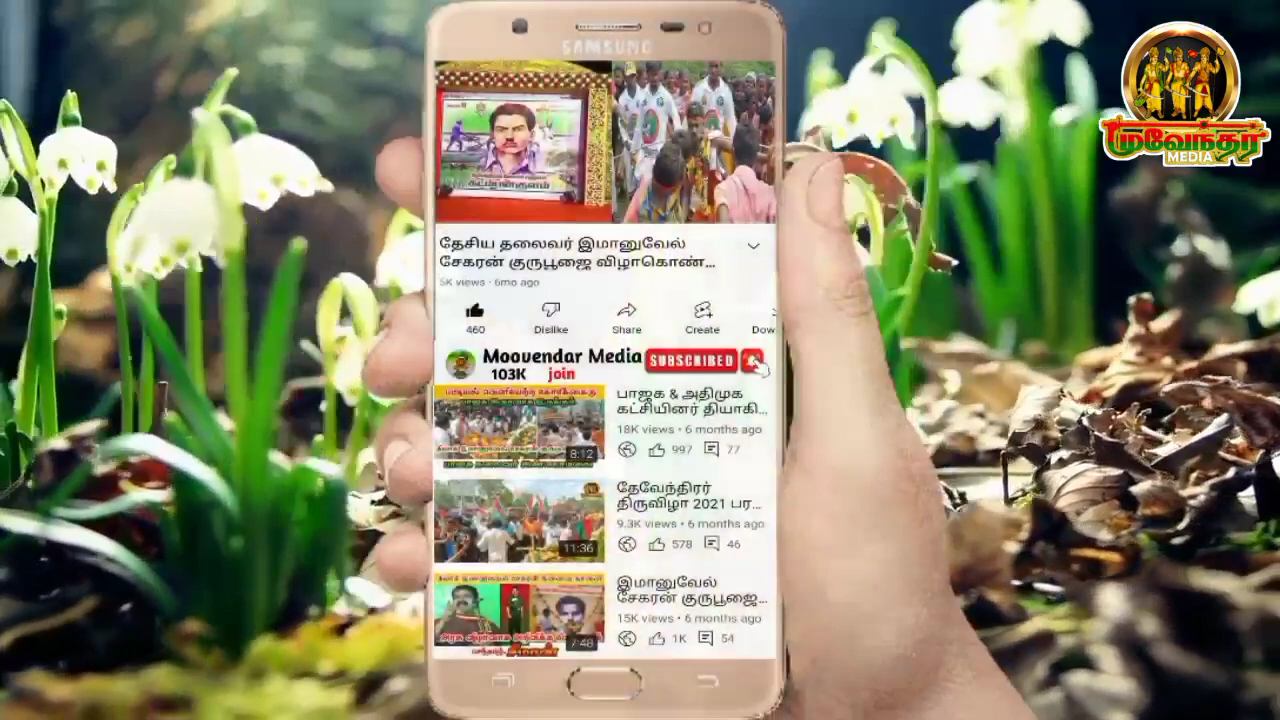 மூவேந்தர்
MEDIA
SAMSUNG
தேசிய தலைவர் இமானுவேல்
சேகரன் குருபூஜை விழாகொண்...
5K views · 6mo ago
460
Dislike
Share
Create
Dow
Moovendar Media
SUBSCRIBED
103K join
பாஜக & அதிமுக
கட்சியினர் தியாகி...
18K views • 6 months ago
997
77
8:12
தேவேந்திரர்
திருவிழா 2021 பர...
9.3K views • 6 months ago
578
46
11:36
இமானுவேல்
சேகரன் குருபூஜை...
15K views • 6 months ago
1K
54
7:48